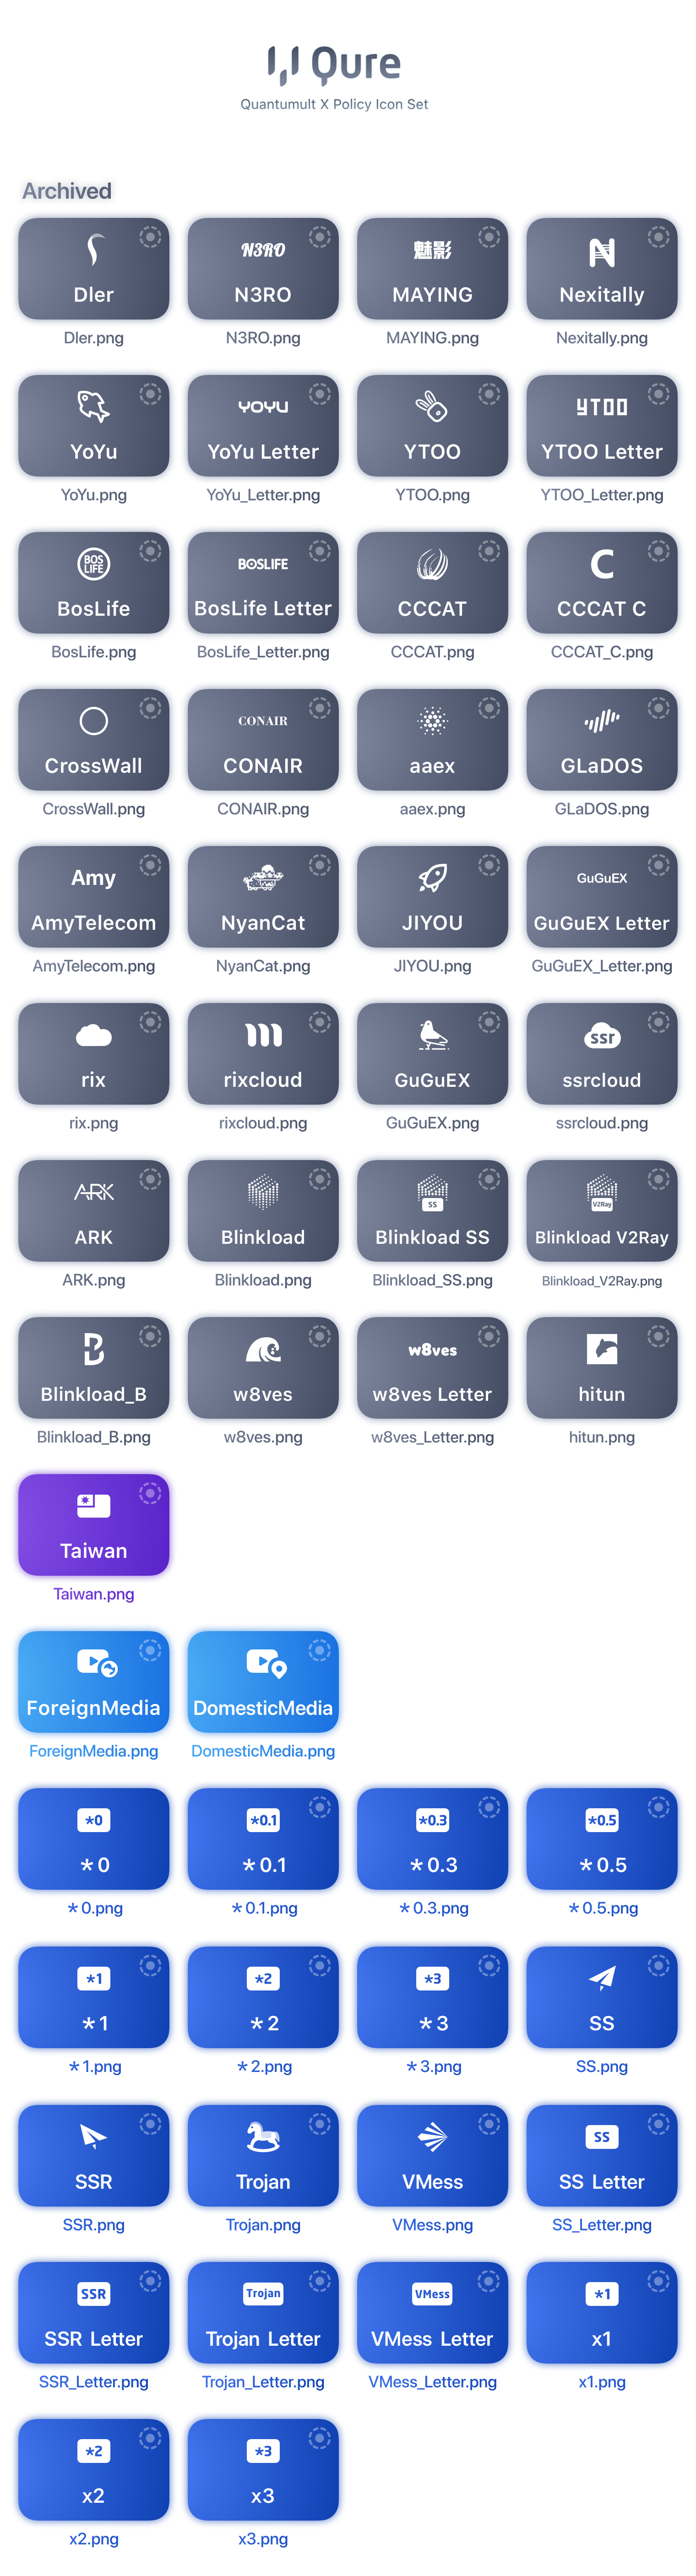 Qure
Quantumult X Policy Icon Set
Archived
N3RO 魅影 N
Dler N3RO MAYING Nexitally
Dler.png N3RO.png MAYING.png Nexitally.png
YOYU YTOO
YoYu YoYu Letter YTOO YTOO Letter
YoYu.png YoYu_Letter.png YTOO.png YTOO_Letter.png
BOS LIFE BOSLIFE C
BosLife BosLife Letter CCCAT CCCAT C
BosLife.png BosLife_Letter.png CCCAT.png CCCAT_C.png
CONAIR
CrossWall CONAIR aaex GLaDOS
CrossWall.png CONAIR.png aaex.png GLaDOS.png
Amy GuGuEX
AmyTelecom NyanCat JIYOU GuGuEX Letter
AmyTelecom.png NyanCat.png JIYOU.png GuGuEX_Letter.png
ssr
rix rixcloud GuGuEX ssrcloud
rix.png rixcloud.png GuGuEX.png ssrcloud.png
ARK SS V2Ray
ARK Blinkload Blinkload SS Blinkload V2Ray
ARK.png Blinkload.png Blinkload_SS.png Blinkload_V2Ray.png
B w8ves
Blinkload_B w8ves w8ves Letter hitun
Blinkload_B.png w8ves.png w8ves_Letter.png hitun.png
Taiwan
Taiwan.png
ForeignMedia DomesticMedia
ForeignMedia.png DomesticMedia.png
*0 *0.1 *0.3 *0.5
*0 *0.1 *0.3 *0.5
*0.png *0.1.png *0.3.png *0.5.png
*1 *2 *3
*1 *2 *3 SS
*1.png *2.png *3.png SS.png
SS
SSR Trojan VMess SS Letter
SSR.png Trojan.png VMess.png SS_Letter.png
SSR Trojan VMess *1
SSR Letter Trojan Letter VMess Letter x1
SSR_Letter.png Trojan_Letter.png VMess_Letter.png x1.png
*2 *3
x2 x3
x2.png x3.png